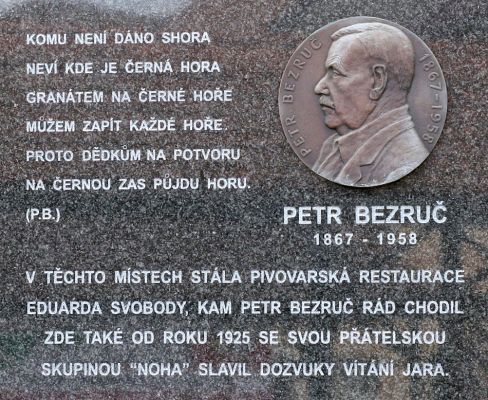 KOMU NENÍ DÁNO SHORA
NEVÍ KDE JE ČERNÁ HORA
GRANÁTEM NA ČERNÉ HOŘE
MŮŽEM ZAPÍT KAŽDÉ HOŘE.
PROTO DĚDKŮM NA POTVORU
NA ČERNOU ZAS PŮJDU HORU.
(P.B.)
PETR BEZRUČ 1867-1958
PETR BEZRUČ
1867 - 1958
V TĚCHTO MÍSTECH STÁLA PIVOVARSKÁ RESTAURACE
EDUARDA SVOBODY, KAM PETR BEZRUČ RÁD CHODIL
ZDE TAKÉ OD ROKU 1925 SE SVOU PŘÁTELSKOU
SKUPINOU "NOHA" SLAVIL DOZVUKY VÍTÁNÍ JARA.